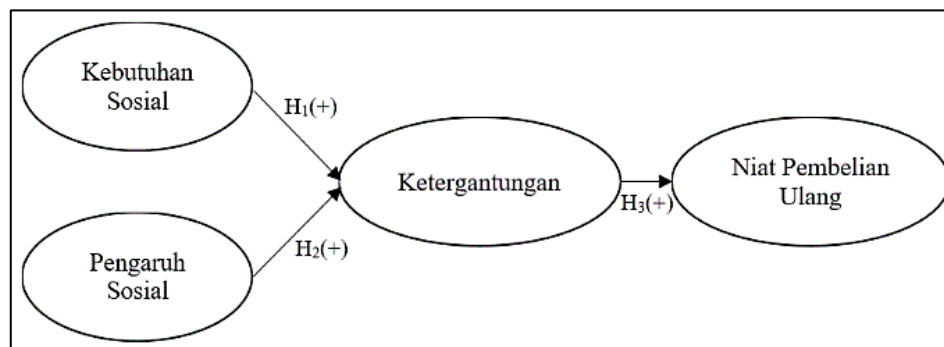 Kebutuhan
Sosial
H₁(+)
Ketergantungan
Niat Pembelian
Ulang
H₃(+)
H₂(+)
Pengaruh
Sosial